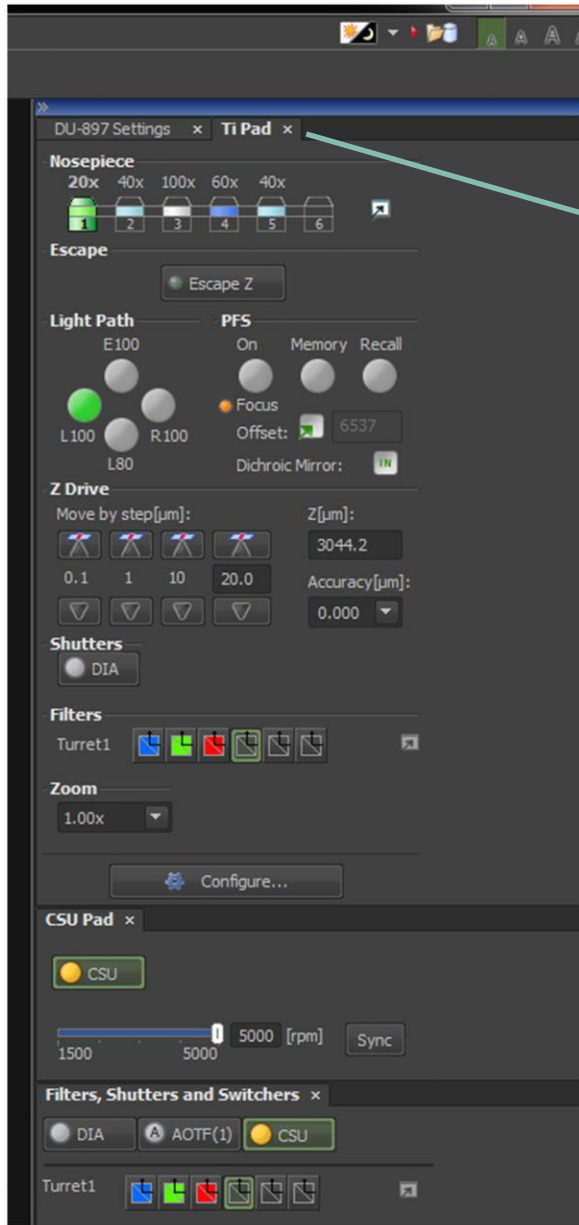 A A A
DU-897 Settings x Ti Pad x
Nosepiece
20x 40x 100x 60x 40x
1 2 3 4 5 6
Escape
Escape Z
Light Path PFS
E100 On Memory Recall
Focus
L100 R100 Offset: 6537
L80 Dichroic Mirror: IN
Z Drive
Move by step[µm]: Z[µm]:
3044.2
0.1 1 10 20.0 Accuracy[µm]:
0.000
Shutters
DIA
Filters
Turret1
Zoom
1.00x
Configure...
CSU Pad x
CSU
5000 [rpm] Sync
1500 5000
Filters, Shutters and Switchers x
DIA A AOTF(1) CSU
Turret1